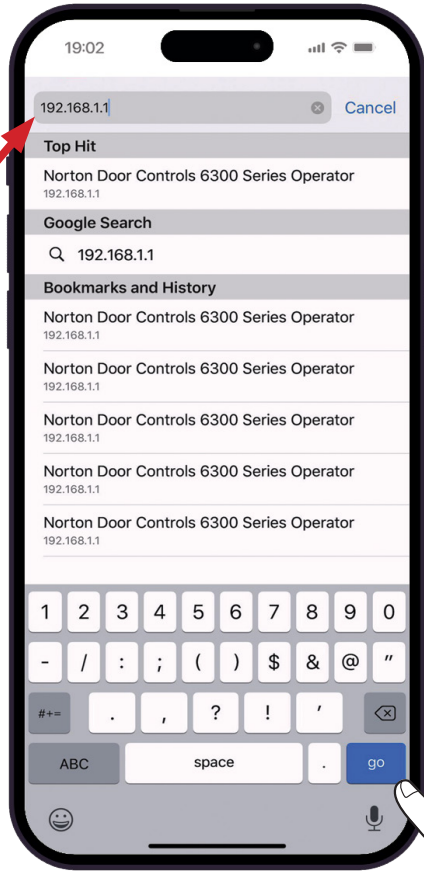 19:02
192.168.1.1 Cancel
Top Hit
Norton Door Controls 6300 Series Operator
192.168.1.1
Google Search
192.168.1.1
Bookmarks and History
Norton Door Controls 6300 Series Operator
192.168.1.1
Norton Door Controls 6300 Series Operator
192.168.1.1
Norton Door Controls 6300 Series Operator
192.168.1.1
Norton Door Controls 6300 Series Operator
192.168.1.1
Norton Door Controls 6300 Series Operator
192.168.1.1
1 2 3 4 5 6 7 8 9 0
- / : ; ( ) $ & @ "
#+= . , ? ! '
ABC space . go